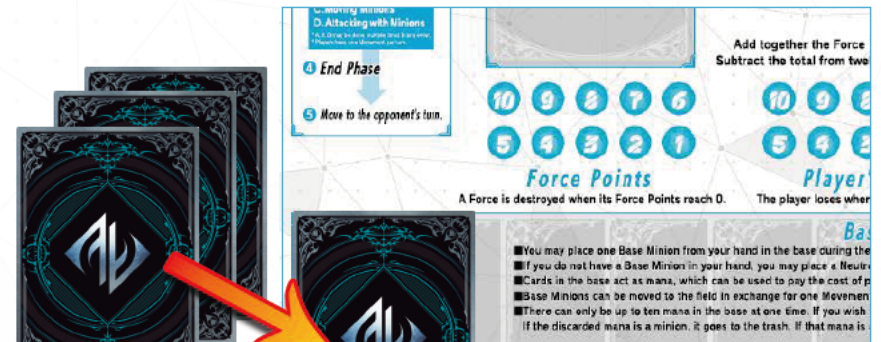 C. Moving Minions
D. Attacking with Minions
4 End Phase
5 Move to the opponent's turn.
Add together the Force
Subtract the total from twe
10 9 8 7 6
5 4 3 2 1
Force Points
A Force is destroyed when its Force Points reach 0.
10 9 8
5 4
Player'
The player loses when
Bas
■You may place one Base Minion from your hand in the base during the
■If you do not have a Base Minion in your hand, you may place a Neutr
■Cards in the base act as mana, which can be used to pay the cost of p
■Base Minions can be moved to the field in exchange for one Movemen
■There can only be up to ten mana in the base at one time. If you wish
If the discarded mana is a minion, it goes to the trash. If that mana is